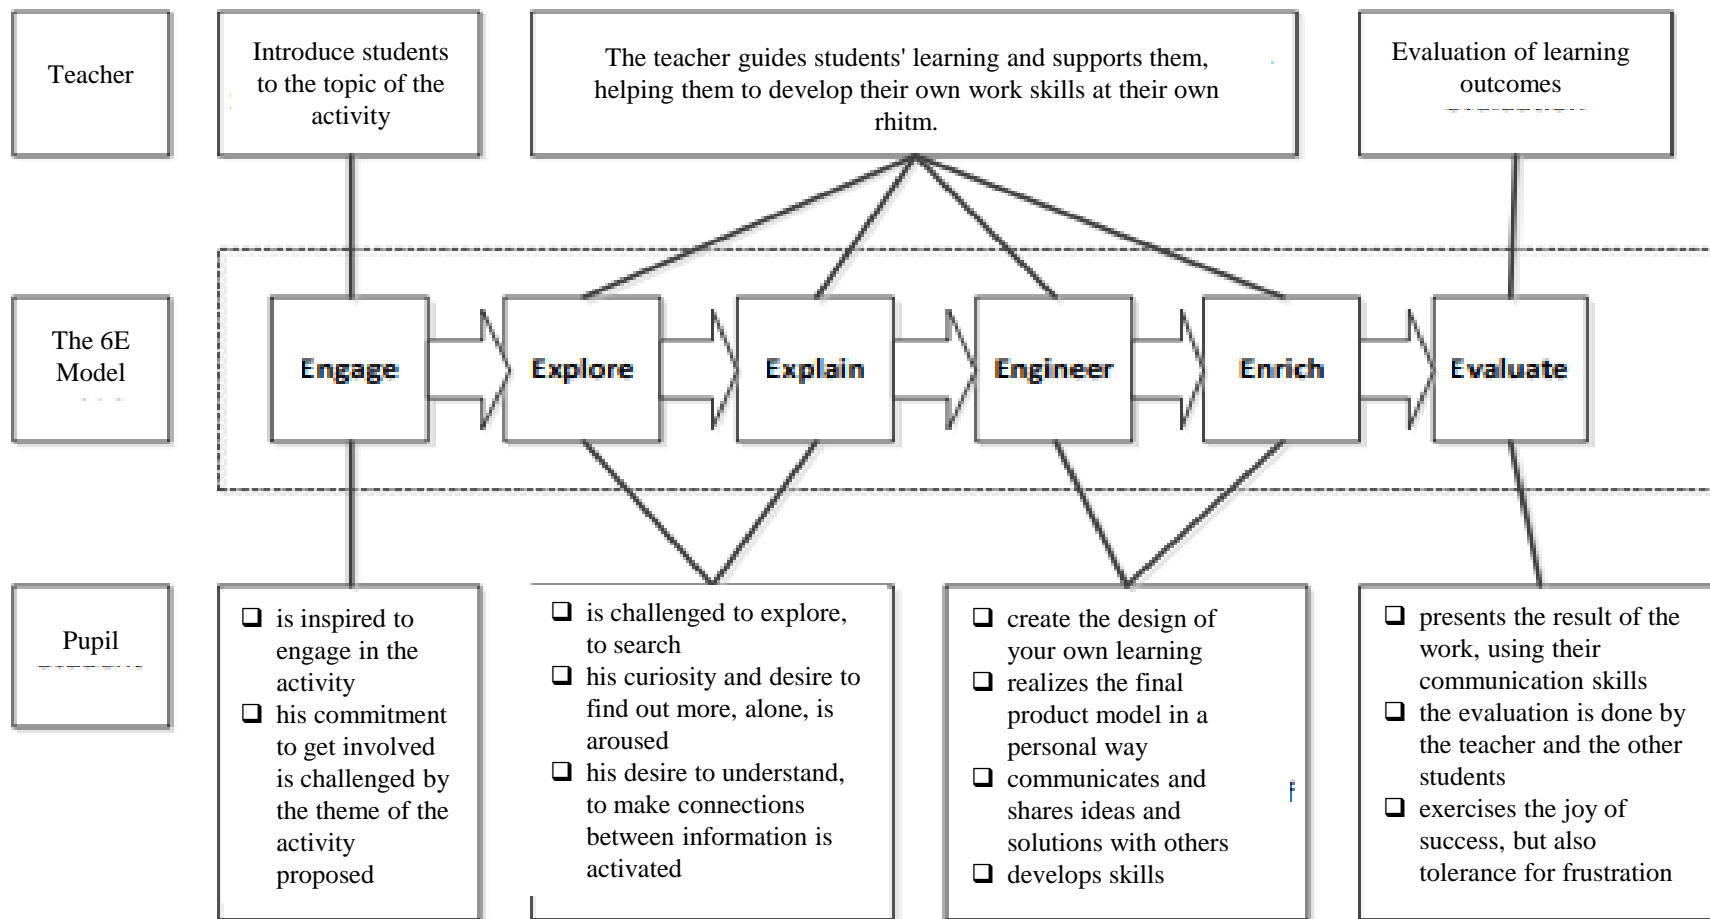 Teacher
Introduce students
to the topic of the
activity
The teacher guides students' learning and supports them,
helping them to develop their own work skills at their own
rhitm.
Evaluation of learning
outcomes
The 6E
Model
Engage
Explore
Explain
Engineer
Enrich
Evaluate
Pupil
❑ is inspired to
engage in the
activity
❑ his commitment
to get involved
is challenged by
the theme of the
activity
proposed
❑ is challenged to explore,
to search
❑ his curiosity and desire to
find out more, alone, is
aroused
❑ his desire to understand,
to make connections
between information is
activated
❑ create the design of
your own learning
❑ realizes the final
product model in a
personal way
❑ communicates and
shares ideas and
solutions with others
❑ develops skills
❑ presents the result of the
work, using their
communication skills
❑ the evaluation is done by
the teacher and the other
students
❑ exercises the joy of
success, but also
tolerance for frustration